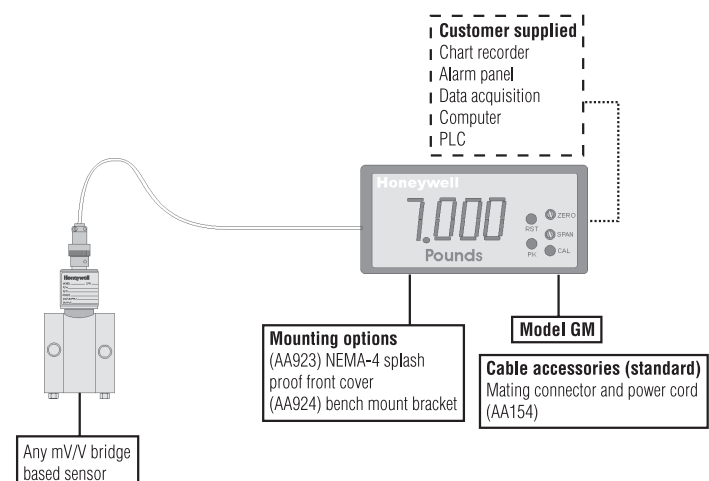 Customer supplied
Chart recorder
Alarm panel
Data acquisition
Computer
PLC
Honeywell
7.000
Pounds
RST
PK
ZERO
SPAN
CAL
Honeywell
Mounting options
(AA923) NEMA-4 splash
proof front cover
(AA924) bench mount bracket
Model GM
Cable accessories (standard)
Mating connector and power cord
(AA154)
Any mV/V bridge
based sensor